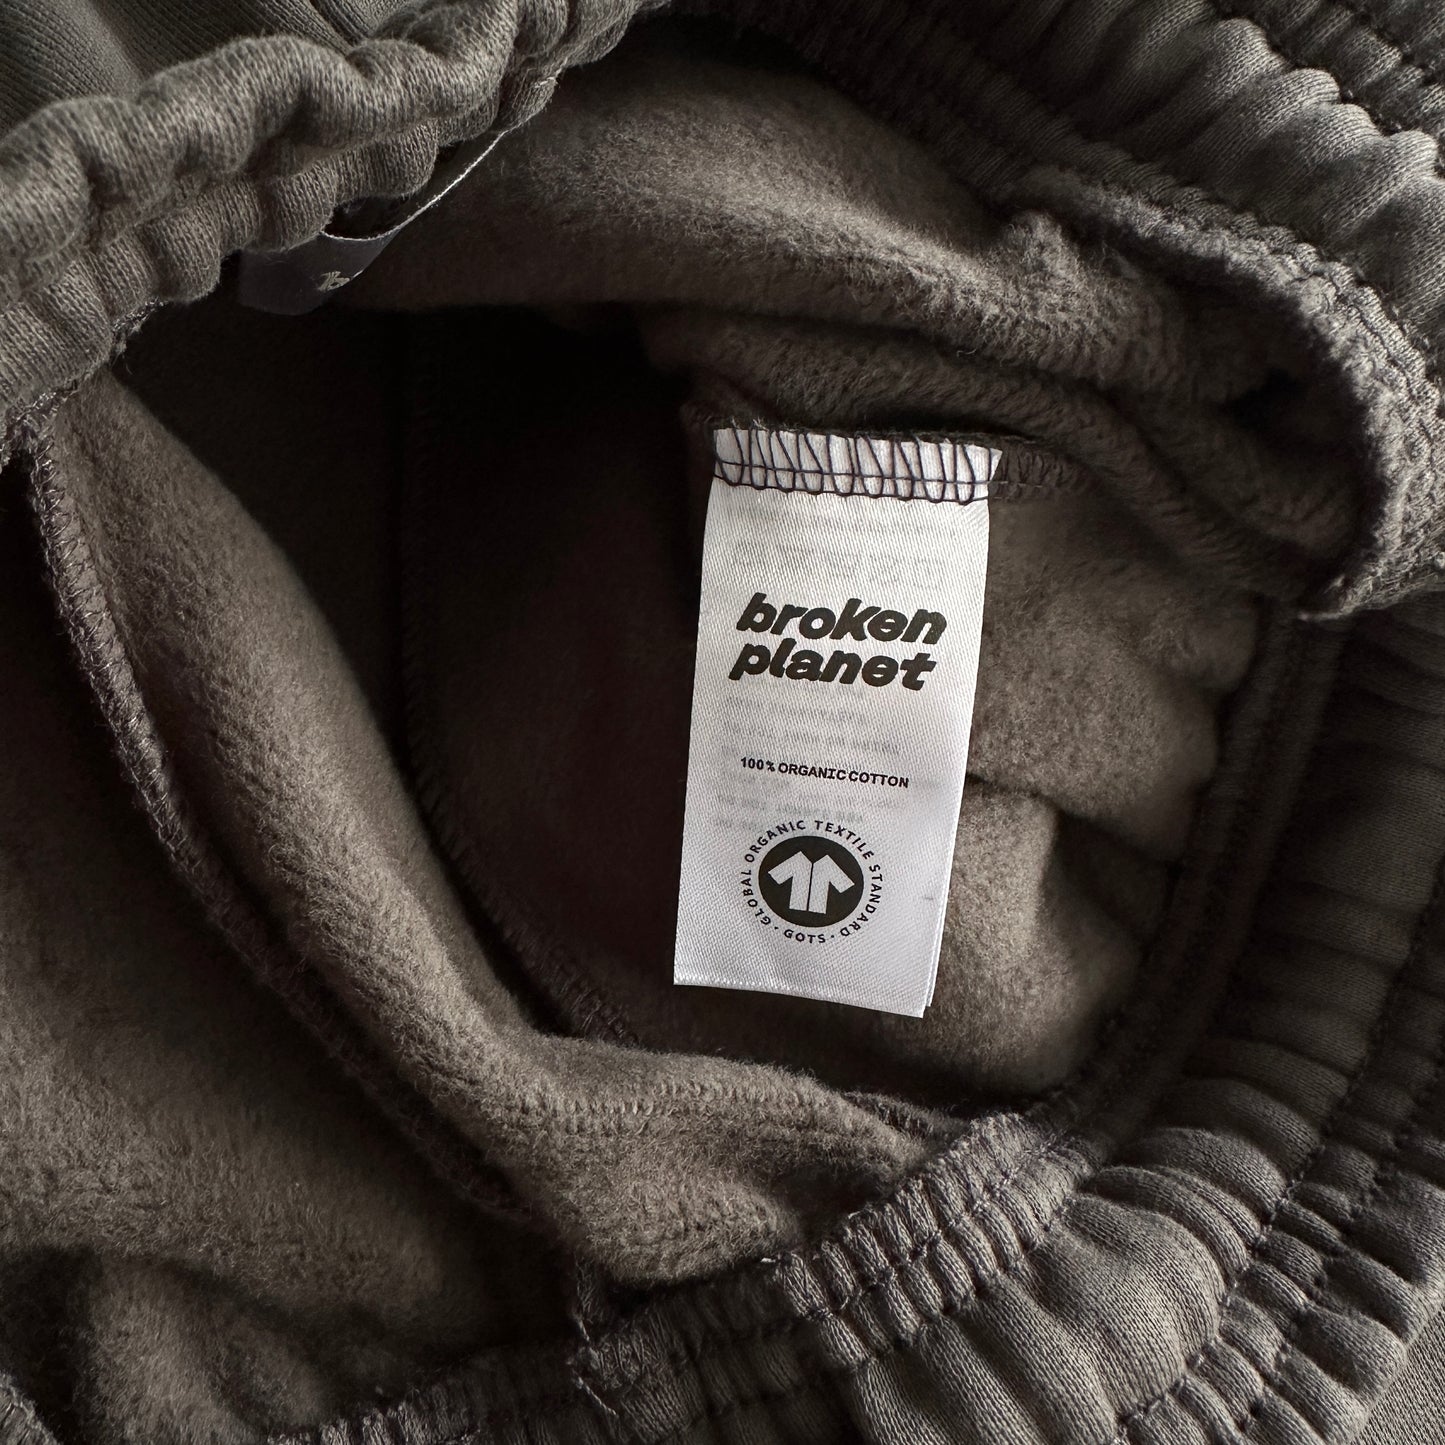 broken
planet
100% ORGANIC COTTON
GLOBAL ORGANIC TEXTILE STANDARD · GOTS ·